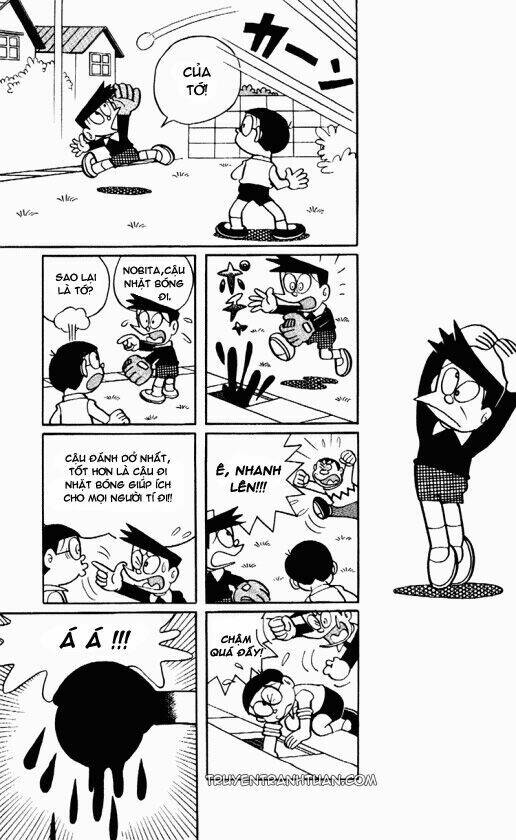 カーン
CỦA
TỚ!
NOBITA,CẬU
NHẶT BÓNG
ĐI.
SAO LẠI
LÀ TỚ?
Ê, NHANH
LÊN!!!
CẬU ĐÁNH DỞ NHẤT,
TỐT HƠN LÀ CẬU ĐI
NHẶT BÓNG GIÚP ÍCH
CHO MỌI NGƯỜI TÍ ĐI!
CHẬM
QUÁ ĐẤY!
Á Á !!!
TRUYENTRANHTUAN.COM